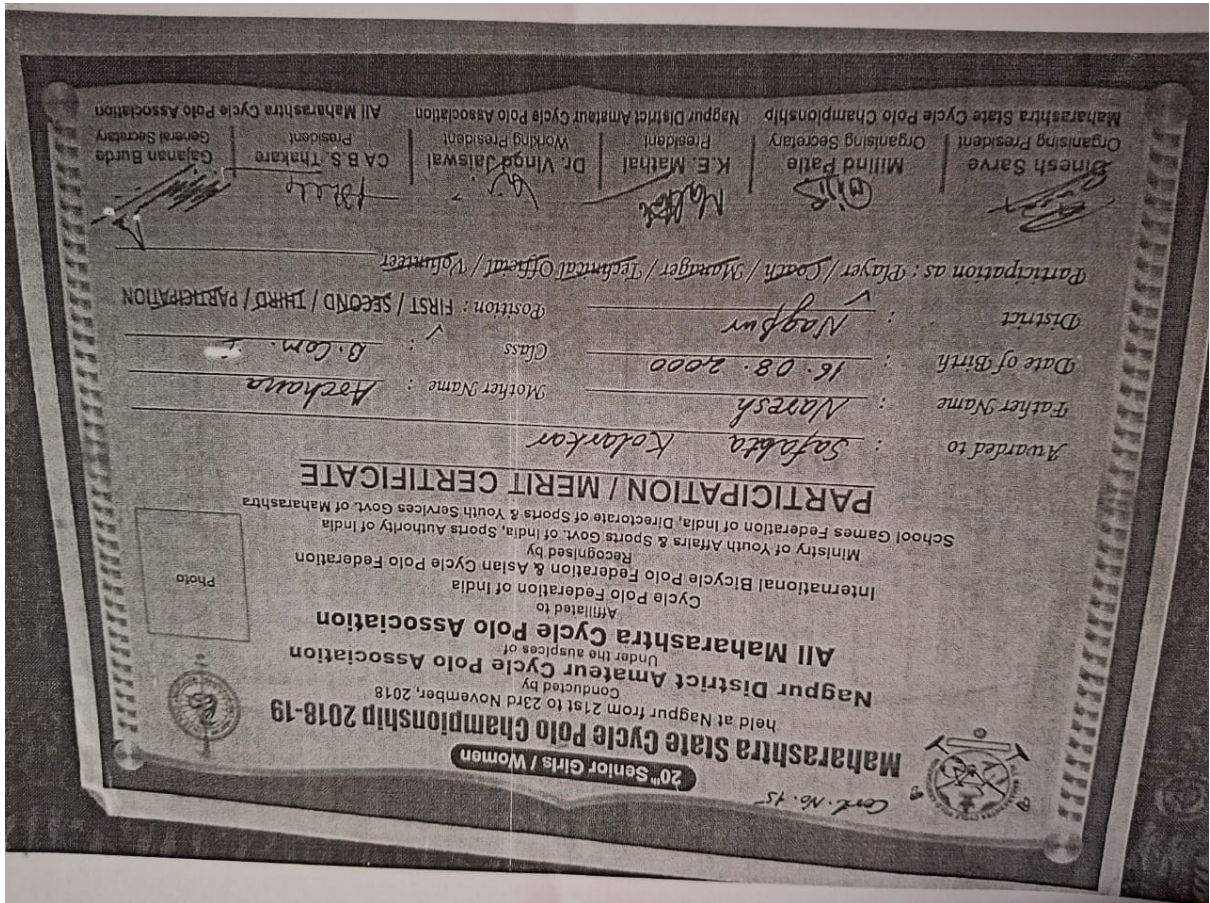 Cert. No. 15
20th Senior Girls / Women
Maharashtra State Cycle Polo Championship 2018-19
held at Nagpur from 21st to 23rd November, 2018
Conducted by
Nagpur District Amateur Cycle Polo Association
Under the auspices of
All Maharashtra Cycle Polo Association
Affiliated to
Cycle Polo Federation of India
International Bicycle Polo Federation & Asian Cycle Polo Federation
Recognised by
Ministry of Youth Affairs & Sports Govt. of India, Sports Authority of India
School Games Federation of India, Directorate of Sports & Youth Services Govt. of Maharashtra
Photo
PARTICIPATION / MERIT CERTIFICATE
Awarded to : Kolarkar
Father Name : Naresh Mother Name : Archana
Date of Birth : 16.08.2000 Class : B.Com.
District : Nagpur Position : FIRST / SECOND / THIRD / PARTICIPATION
Participation as : Player / Coach / Manager / Technical Official / Volunteer
Dinesh Sarve Milind Patle K.E. Mathai Dr. Vinod Jaiswal CA B.S. Thakare Gajanan Burde
Organising President Organising Secretary President Working President President General Secretary
Maharashtra State Cycle Polo Championship Nagpur District Amateur Cycle Polo Association All Maharashtra Cycle Polo Association